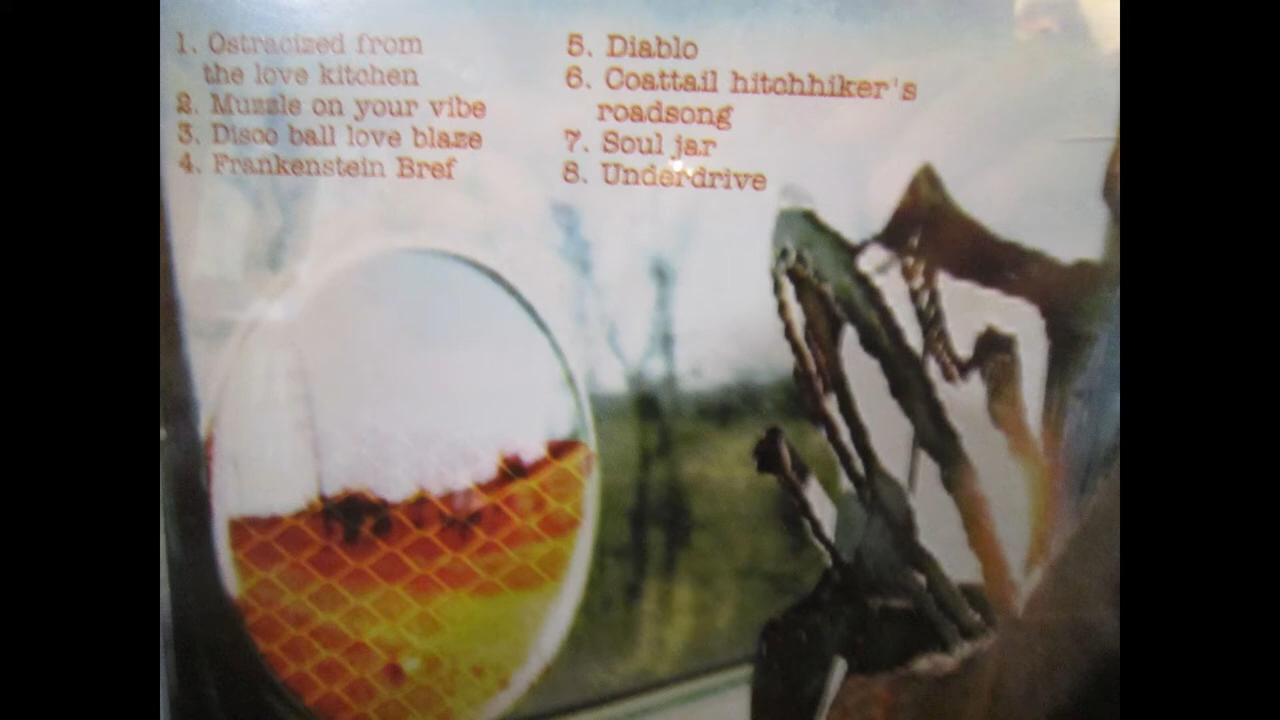 1. Ostracized from
the love kitchen
2. Muzzle on your vibe
3. Disco ball love blaze
4. Frankenstein Bref
5. Diablo
6. Coattail hitchhiker's
roadsong
7. Soul jar
8. Underdrive